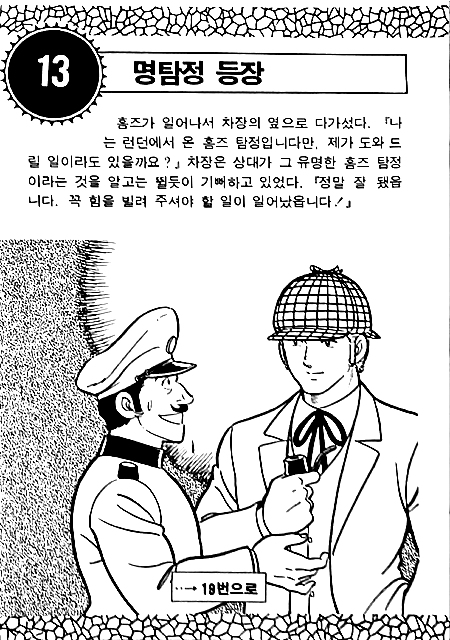 13
명탐정 등장
홈즈가 일어나서 차장의 옆으로 다가섰다. 『나
는 런던에서 온 홈즈 탐정입니다만, 제가 도와 드
릴 일이라도 있을까요?』 차장은 상대가 그 유명한 홈즈 탐정
이라는 것을 알고는 뛸듯이 기뻐하고 있었다. 『정말 잘 됐읍
니다. 꼭 힘을 빌려 주셔야 할 일이 일어났읍니다!』
…→ 19번으로